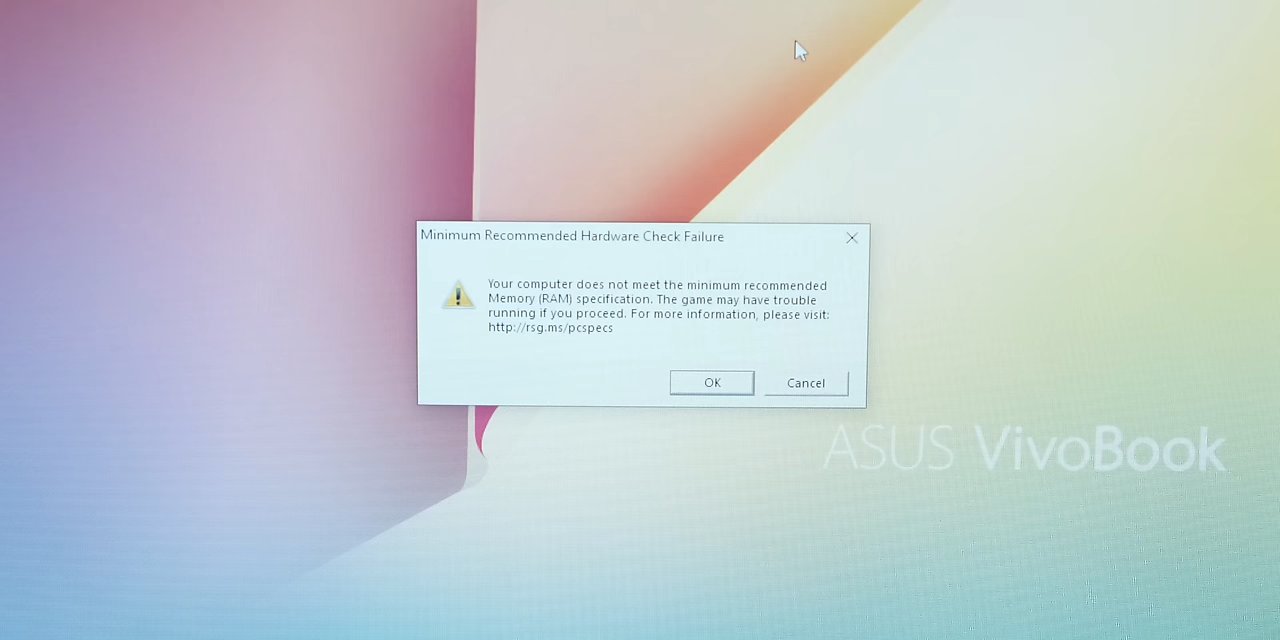 Minimum Recommended Hardware Check Failure
Your computer does not meet the minimum recommended
Memory (RAM) specification. The game may have trouble
running if you proceed. For more information, please visit:
http://rsg.ms/pcspecs
OK Cancel
ASUS VivoBook